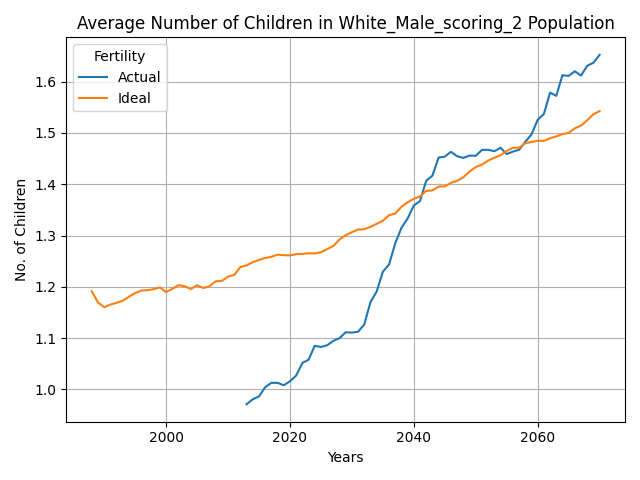 Average Number of Children in White_Male_scoring_2 Population
Fertility
Actual
Ideal
No. of Children
1.6
1.5
1.4
1.3
1.2
1.1
1.0
2000
2020
2040
2060
Years